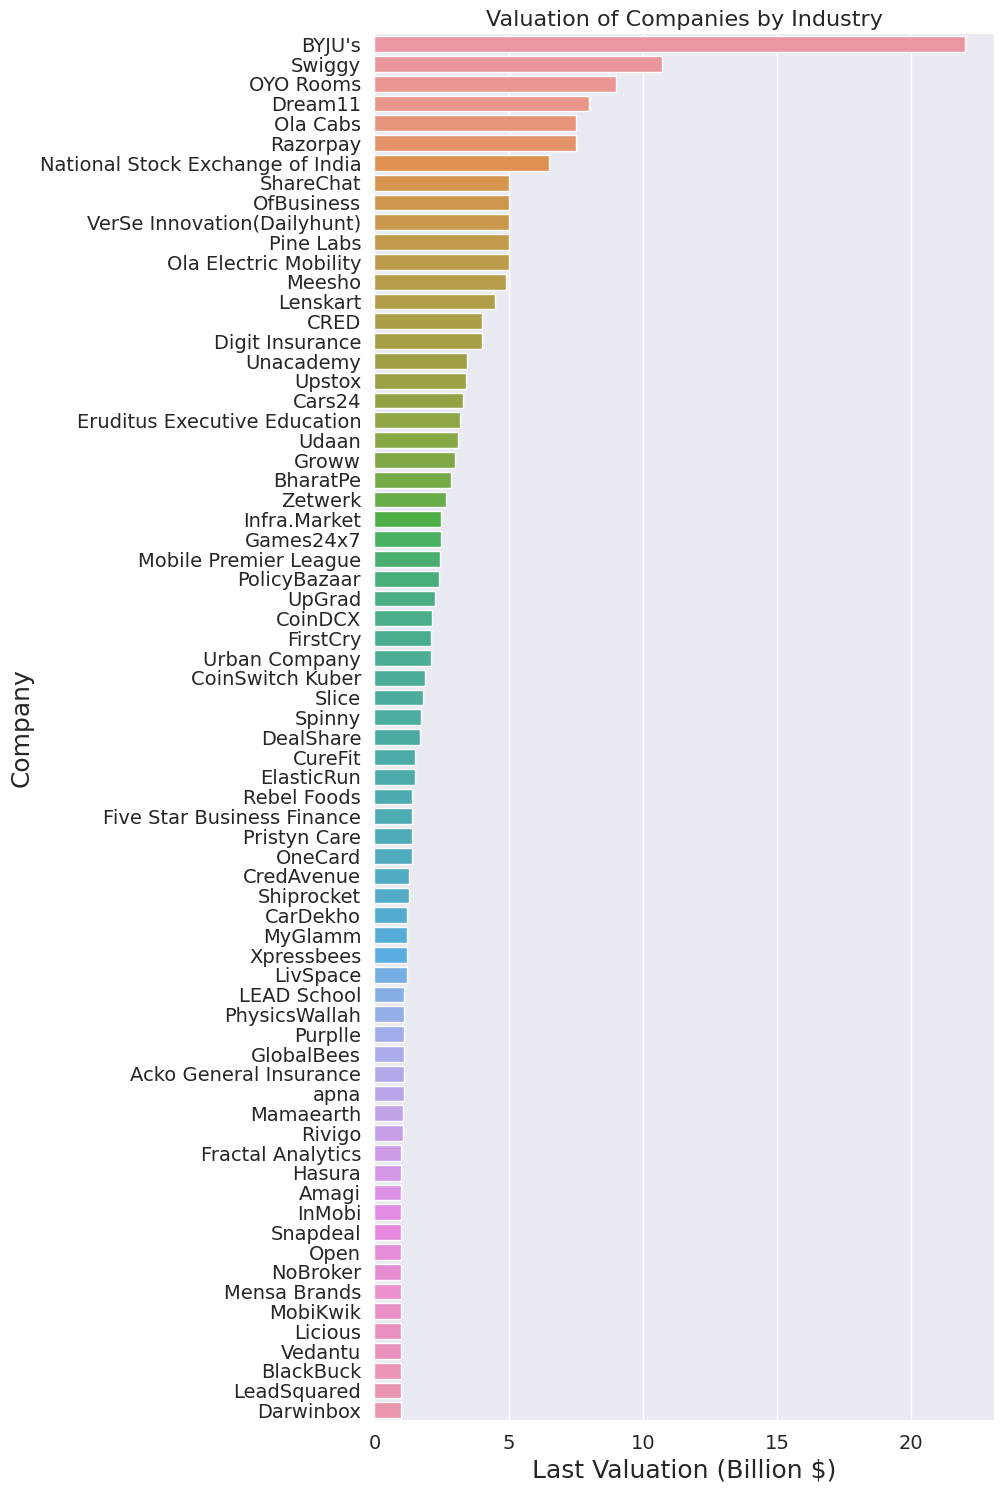 Valuation of Companies by Industry
BYJU's
Swiggy
OYO Rooms
Dream11
Ola Cabs
Razorpay
National Stock Exchange of India
ShareChat
OfBusiness
VerSe Innovation(Dailyhunt)
Pine Labs
Ola Electric Mobility
Meesho
Lenskart
CRED
Digit Insurance
Unacademy
Upstox
Cars24
Eruditus Executive Education
Udaan
Groww
BharatPe
Zetwerk
Infra.Market
Games24x7
Mobile Premier League
PolicyBazaar
UpGrad
CoinDCX
FirstCry
Urban Company
CoinSwitch Kuber
Slice
Spinny
DealShare
CureFit
ElasticRun
Rebel Foods
Five Star Business Finance
Pristyn Care
OneCard
CredAvenue
Shiprocket
CarDekho
MyGlamm
Xpressbees
LivSpace
LEAD School
PhysicsWallah
Purplle
GlobalBees
Acko General Insurance
apna
Mamaearth
Rivigo
Fractal Analytics
Hasura
Amagi
InMobi
Snapdeal
Open
NoBroker
Mensa Brands
MobiKwik
Licious
Vedantu
BlackBuck
LeadSquared
Darwinbox
Company
0 5 10 15 20
Last Valuation (Billion $)